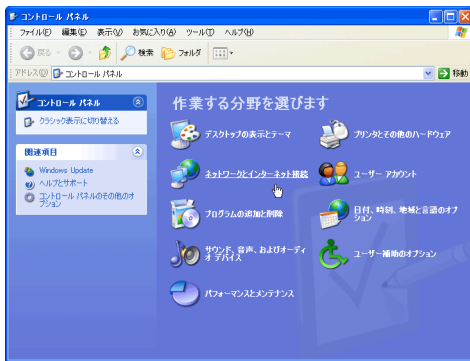 コントロール パネル
ファイル(F) 編集(E) 表示(V) お気に入り(A) ツール(T) ヘルプ(H)
戻る 検索 フォルダ
アドレス(D) コントロール パネル 移動
コントロール パネル
クラシック表示に切り替える
関連項目
Windows Update
ヘルプとサポート
コントロール パネルのその他のオ
プション
作業する分野を選びます
デスクトップの表示とテーマ
プリンタとその他のハードウェア
ネットワークとインターネット接続
ユーザー アカウント
プログラムの追加と削除
日付、時刻、地域と言語のオプ
ション
サウンド、音声、およびオーディ
オ デバイス
ユーザー補助のオプション
パフォーマンスとメンテナンス